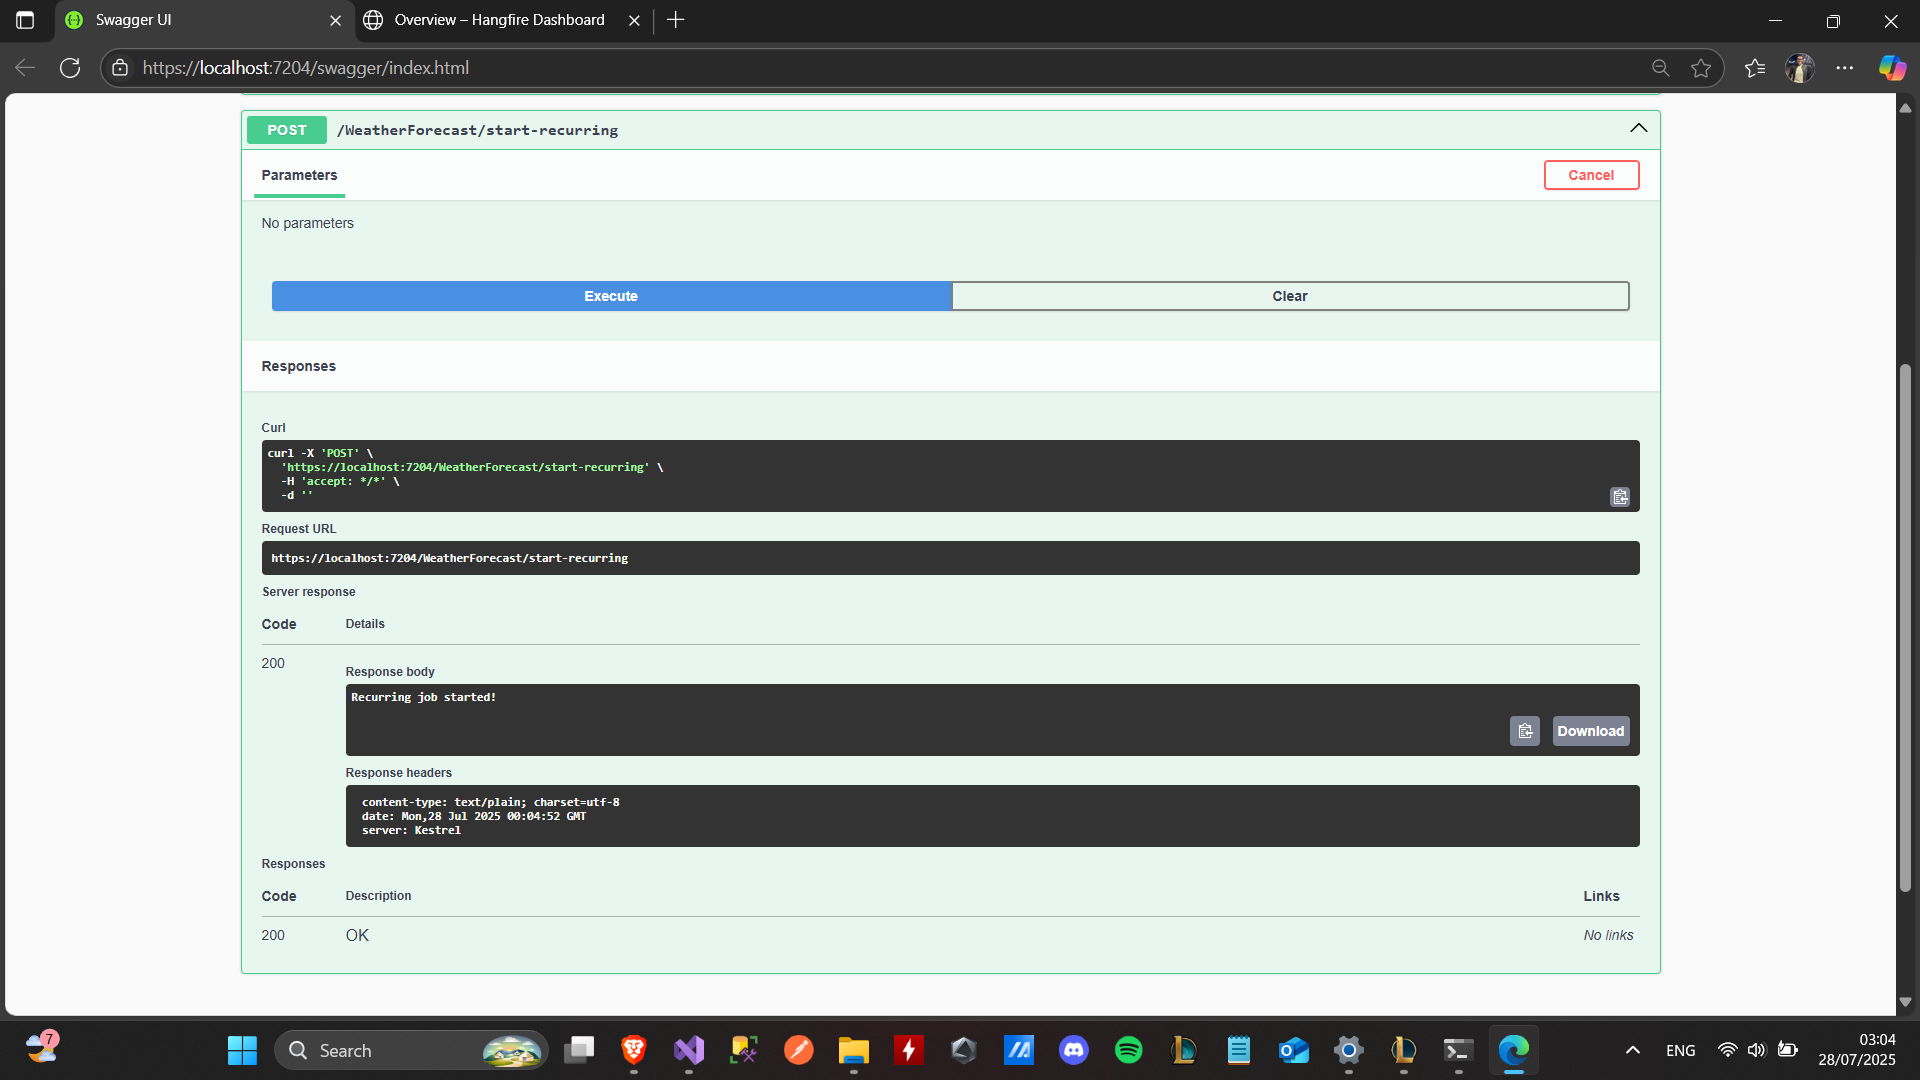 Swagger UI
Overview – Hangfire Dashboard
https://localhost:7204/swagger/index.html
POST /WeatherForecast/start-recurring
Parameters
Cancel
No parameters
Execute
Clear
Responses
Curl
curl -X 'POST' \
'https://localhost:7204/WeatherForecast/start-recurring' \
-H 'accept: */*' \
-d ''
Request URL
https://localhost:7204/WeatherForecast/start-recurring
Server response
Code Details
200
Response body
Recurring job started!
Download
Response headers
content-type: text/plain; charset=utf-8
date: Mon,28 Jul 2025 00:04:52 GMT
server: Kestrel
Responses
Code Description Links
200 OK No links
7
Search
ENG
03:04
28/07/2025